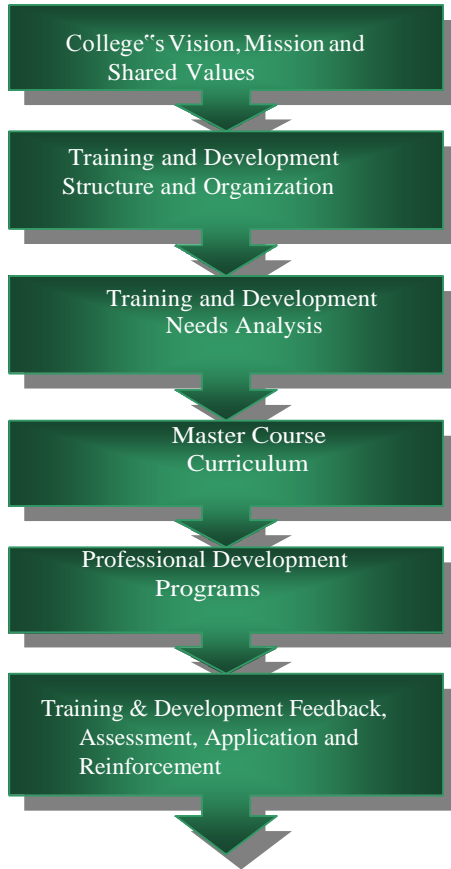 College‟s Vision, Mission and
Shared Values
Training and Development
Structure and Organization
Training and Development
Needs Analysis
Master Course
Curriculum
Professional Development
Programs
Training & Development Feedback,
Assessment, Application and
Reinforcement